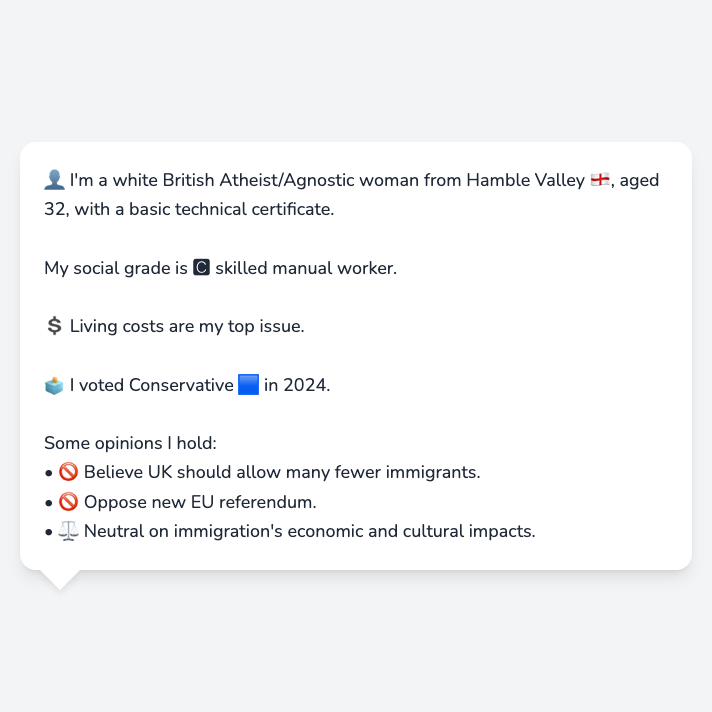 👤 I'm a white British Atheist/Agnostic woman from Hamble Valley 🏴󠁧󠁢󠁥󠁮󠁧󠁿, aged
32, with a basic technical certificate.
My social grade is 🅲 skilled manual worker.
💲 Living costs are my top issue.
🗳️ I voted Conservative 🟦 in 2024.
Some opinions I hold:
• 🚫 Believe UK should allow many fewer immigrants.
• 🚫 Oppose new EU referendum.
• ⚖️ Neutral on immigration's economic and cultural impacts.